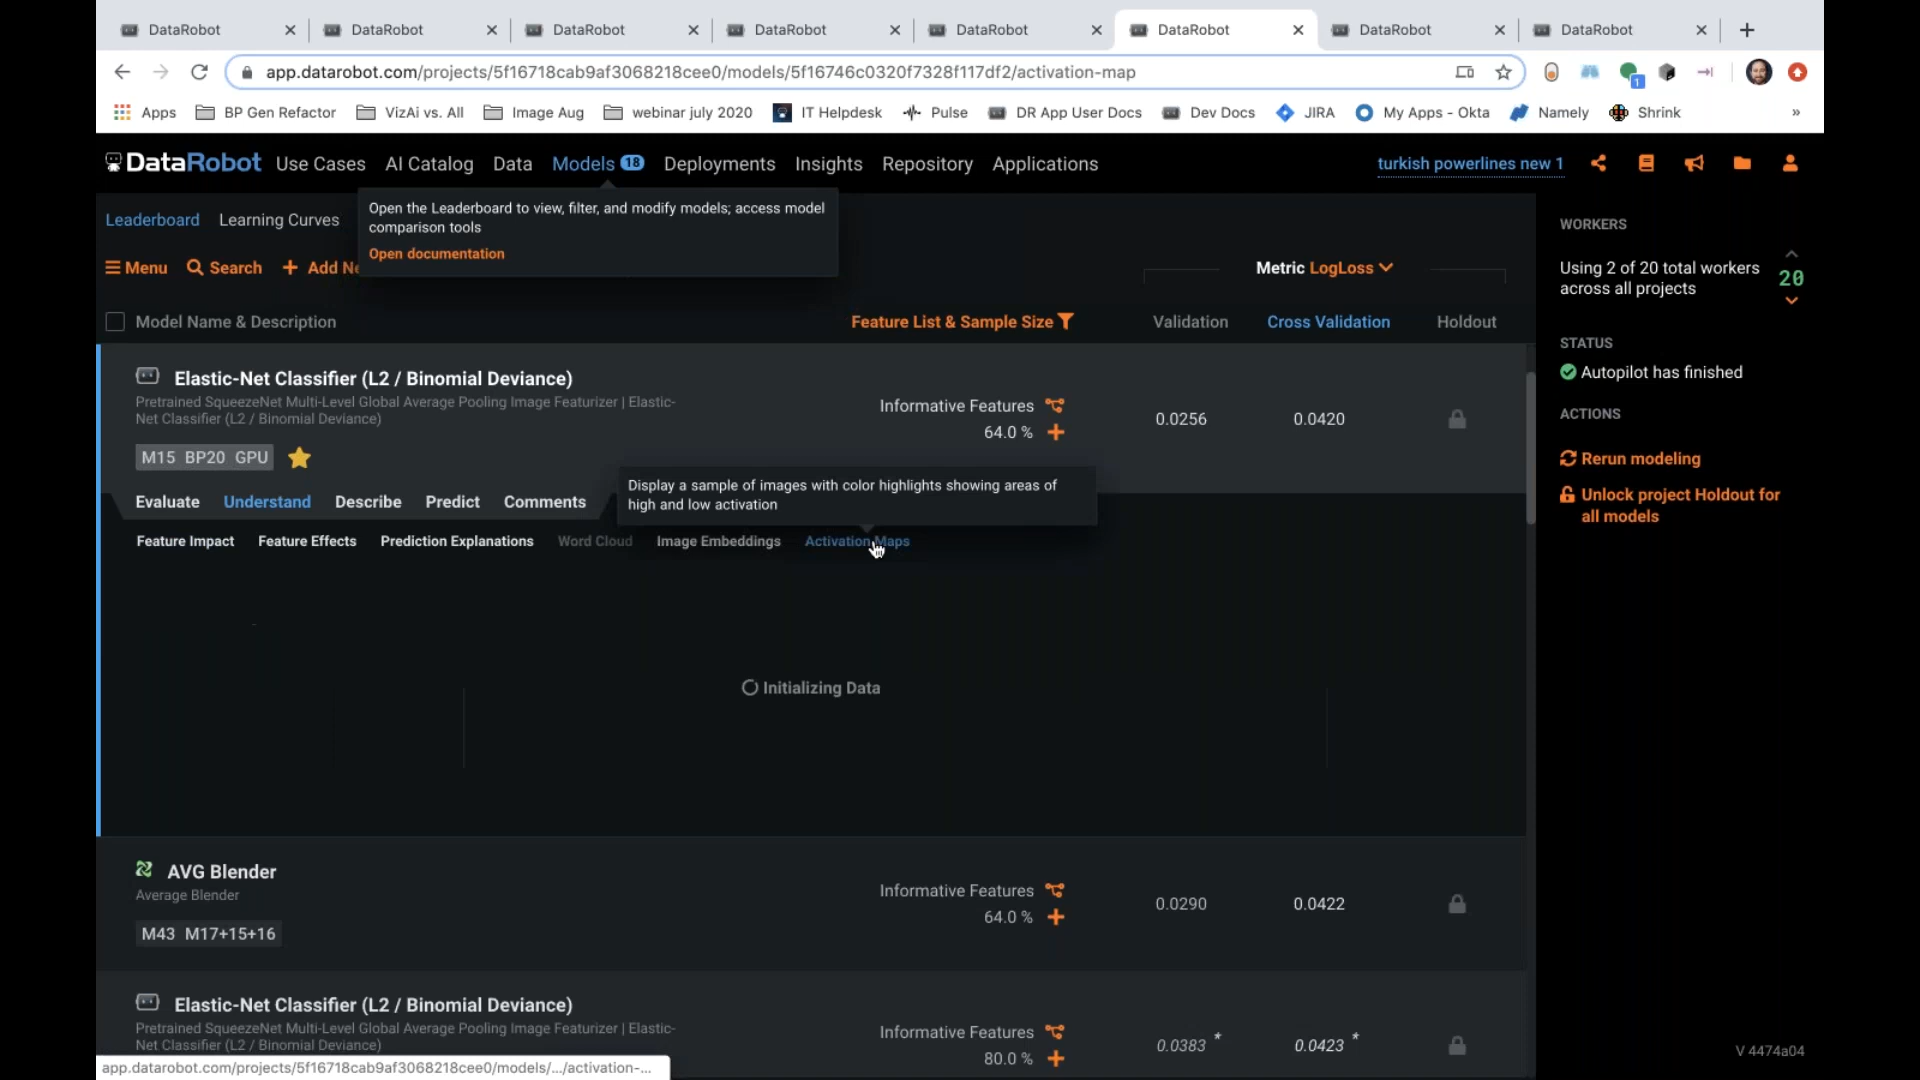 DataRobot DataRobot DataRobot DataRobot DataRobot DataRobot DataRobot DataRobot
app.datarobot.com/projects/5f16718cab9af3068218cee0/models/5f16746c0320f7328f117df2/activation-map
1
Apps BP Gen Refactor VizAi vs. All Image Aug webinar july 2020 IT Helpdesk Pulse DR App User Docs Dev Docs JIRA My Apps - Okta Namely Shrink »
DataRobot Use Cases AI Catalog Data Models 18 Deployments Insights Repository Applications turkish powerlines new 1
Leaderboard Learning Curves
Open the Leaderboard to view, filter, and modify models; access model
comparison tools
Open documentation
Menu Search + Add Ne
Metric LogLoss
Model Name & Description Feature List & Sample Size Validation Cross Validation Holdout
Elastic-Net Classifier (L2 / Binomial Deviance)
Pretrained SqueezeNet Multi-Level Global Average Pooling Image Featurizer | Elastic-
Net Classifier (L2 / Binomial Deviance)
M15 BP20 GPU
Informative Features
64.0 % +
0.0256 0.0420
Evaluate Understand Describe Predict Comments
Display a sample of images with color highlights showing areas of
high and low activation
Feature Impact Feature Effects Prediction Explanations Word Cloud Image Embeddings Activation Maps
Initializing Data
AVG Blender
Average Blender
M43 M17+15+16
Informative Features
64.0 % +
0.0290 0.0422
Elastic-Net Classifier (L2 / Binomial Deviance)
Pretrained SqueezeNet Multi-Level Global Average Pooling Image Featurizer | Elastic-
Net Classifier (L2 / Binomial Deviance)
Informative Features
80.0 % +
0.0383 * 0.0423 *
WORKERS
Using 2 of 20 total workers
across all projects
20
STATUS
Autopilot has finished
ACTIONS
Rerun modeling
Unlock project Holdout for
all models
V 4474a04
app.datarobot.com/projects/5f16718cab9af3068218cee0/models/.../activation-...